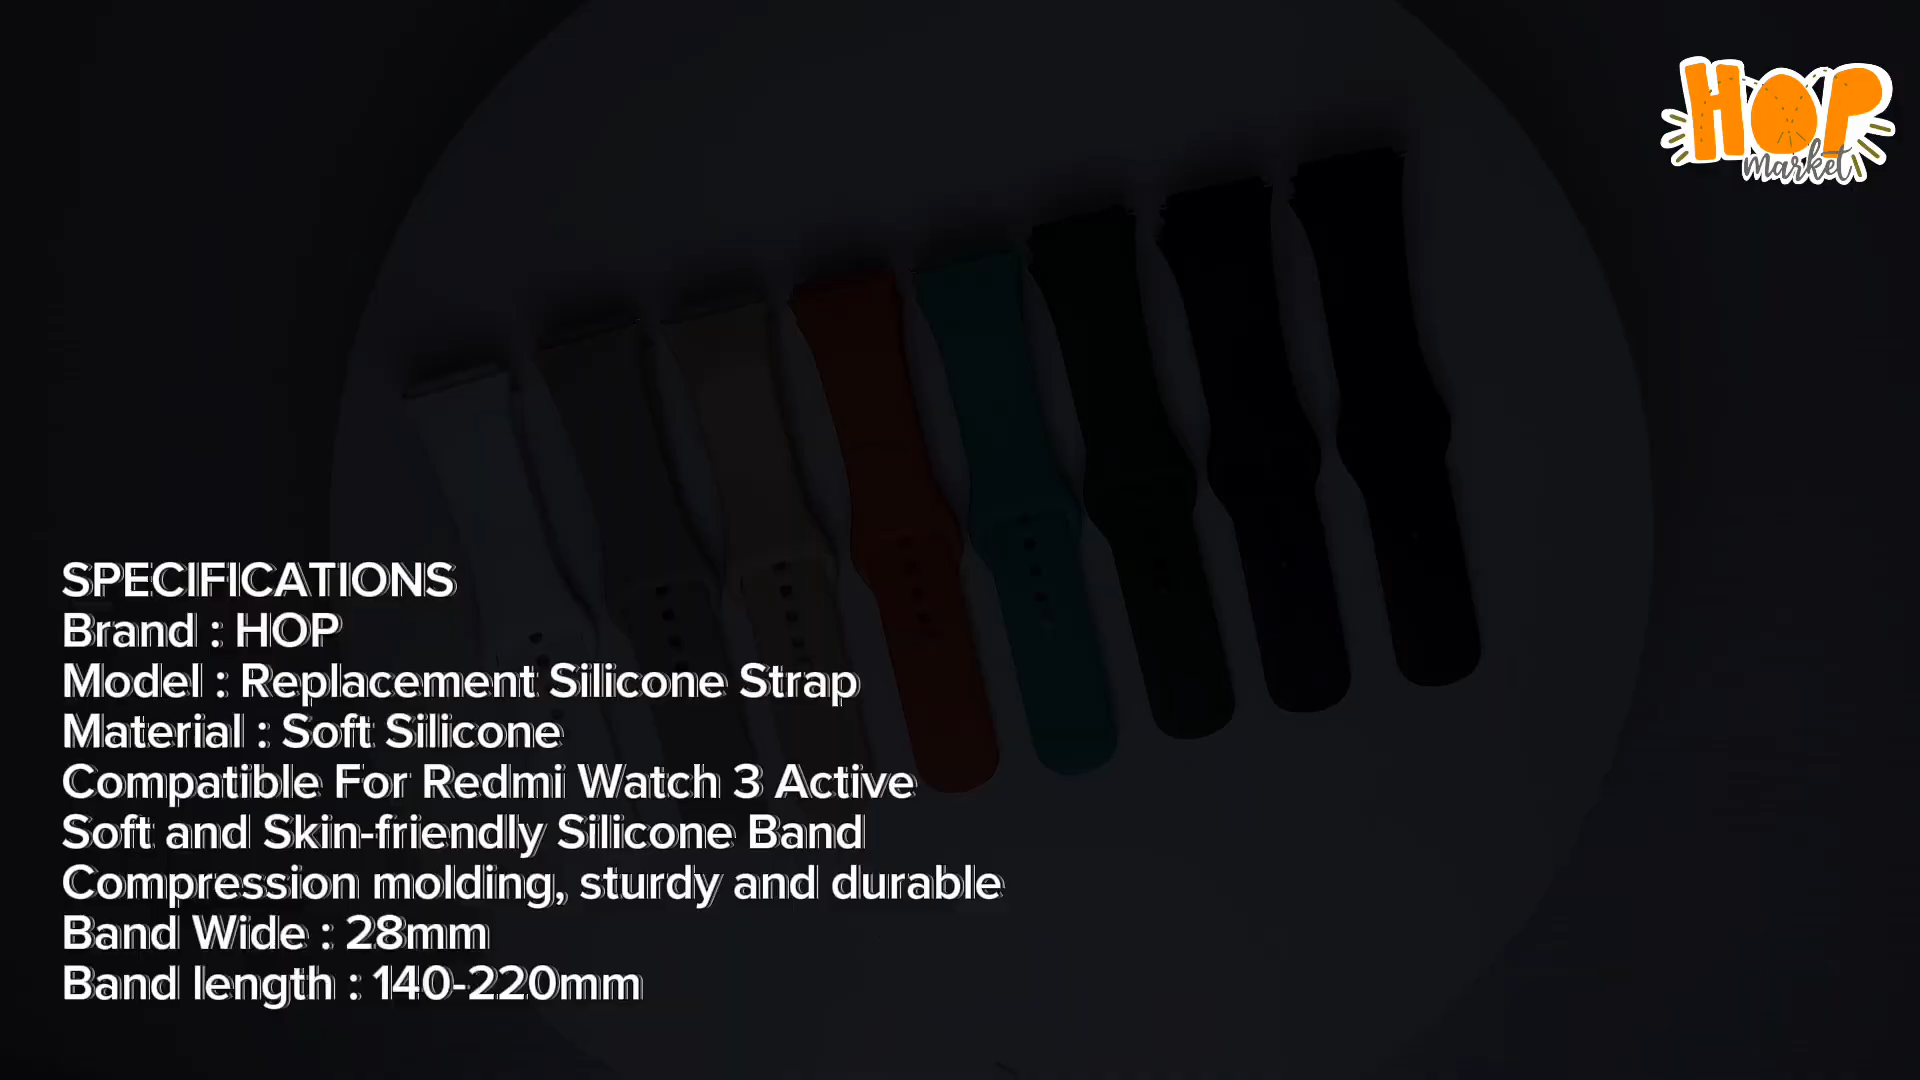 HOP
market
SPECIFICATIONS
Brand : HOP
Model : Replacement Silicone Strap
Material : Soft Silicone
Compatible For Redmi Watch 3 Active
Soft and Skin-friendly Silicone Band
Compression molding, sturdy and durable
Band Wide : 28mm
Band length : 140-220mm